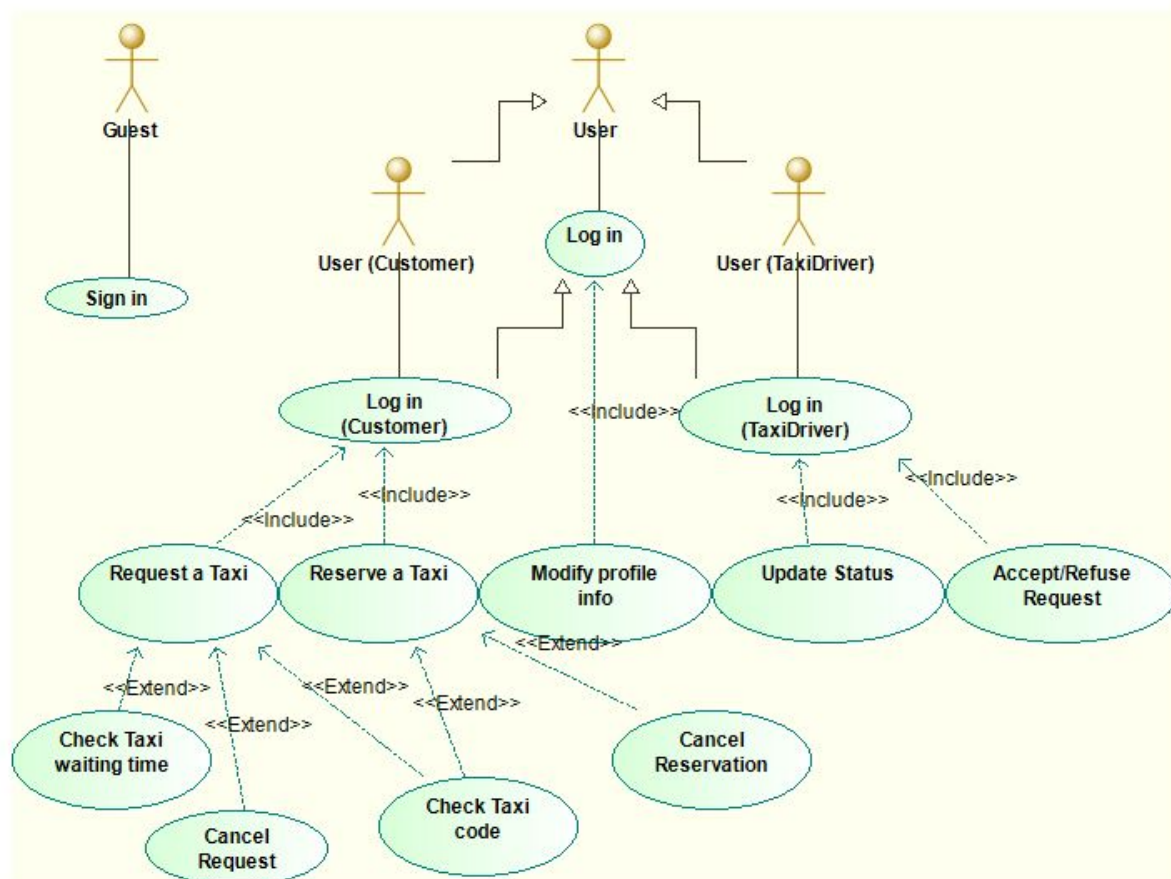 Guest
User
User (Customer)
Log in
User (TaxiDriver)
Sign in
Log in
(Customer)
<<Include>>
Log in
(TaxiDriver)
<<Include>>
<<Include>>
<<Include>>
<<Include>>
<<Include>>
Request a Taxi
Reserve a Taxi
Modify profile
info
Update Status
Accept/Refuse
Request
<<Extend>>
<<Extend>>
<<Extend>>
<<Extend>>
<<Extend>>
Check Taxi
waiting time
Cancel
Reservation
Check Taxi
code
Cancel
Request